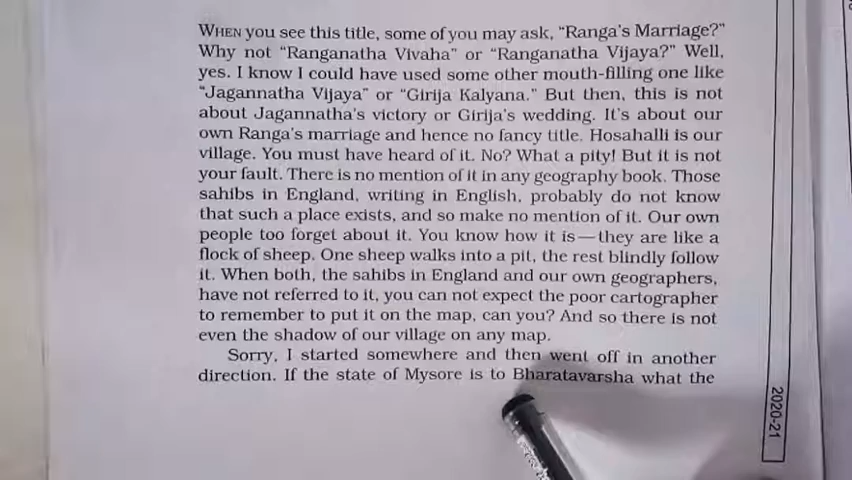 WHEN you see this title, some of you may ask, “Ranga’s Marriage?”
Why not “Ranganatha Vivaha” or “Ranganatha Vijaya?” Well,
yes. I know I could have used some other mouth-filling one like
“Jagannatha Vijaya” or “Girija Kalyana.” But then, this is not
about Jagannatha’s victory or Girija’s wedding. It’s about our
own Ranga’s marriage and hence no fancy title. Hosahalli is our
village. You must have heard of it. No? What a pity! But it is not
your fault. There is no mention of it in any geography book. Those
sahibs in England, writing in English, probably do not know
that such a place exists, and so make no mention of it. Our own
people too forget about it. You know how it is — they are like a
flock of sheep. One sheep walks into a pit, the rest blindly follow
it. When both, the sahibs in England and our own geographers,
have not referred to it, you can not expect the poor cartographer
to remember to put it on the map, can you? And so there is not
even the shadow of our village on any map.
Sorry, I started somewhere and then went off in another
direction. If the state of Mysore is to Bharatavarsha what the
2020-21